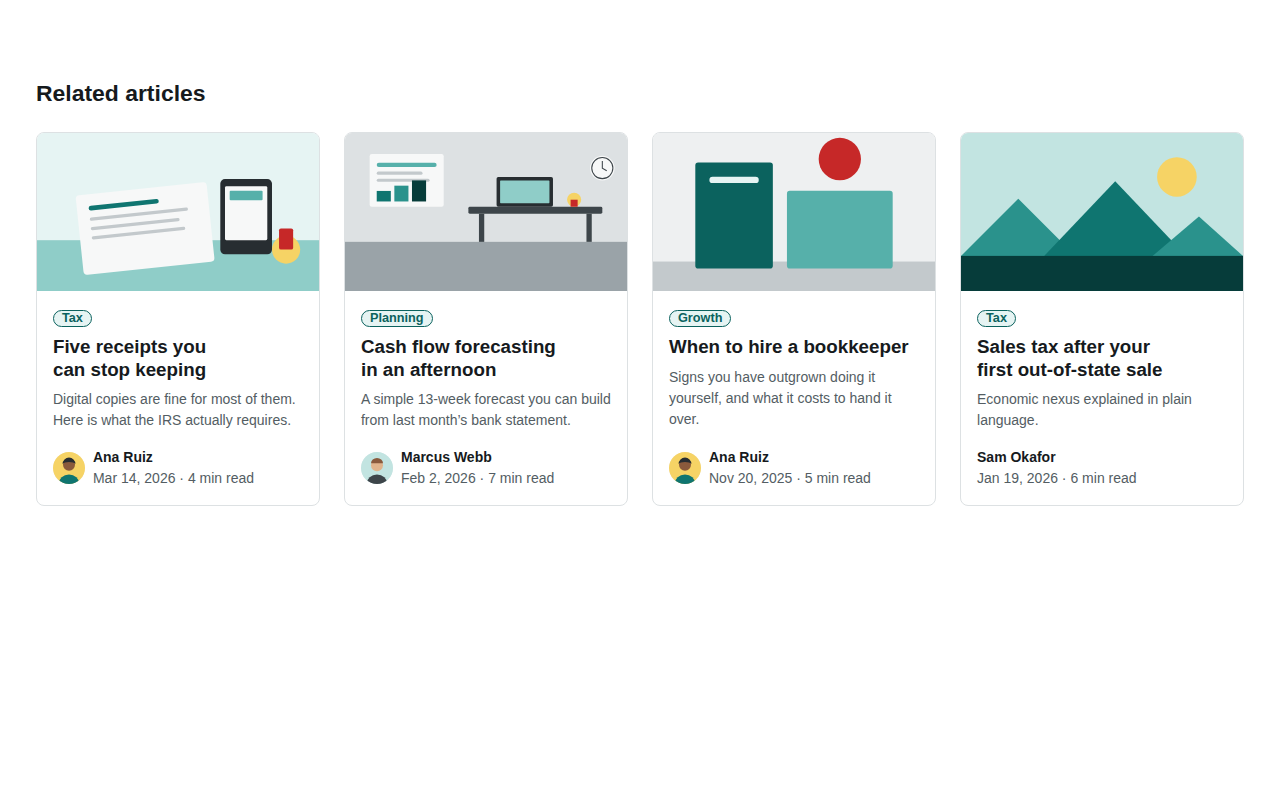 Related articles
Tax
Five receipts you
can stop keeping
Digital copies are fine for most of them.
Here is what the IRS actually requires.
Ana Ruiz
Mar 14, 2026 · 4 min read
Planning
Cash flow forecasting
in an afternoon
A simple 13-week forecast you can build
from last month's bank statement.
Marcus Webb
Feb 2, 2026 · 7 min read
Growth
When to hire a bookkeeper
Signs you have outgrown doing it
yourself, and what it costs to hand it
over.
Ana Ruiz
Nov 20, 2025 · 5 min read
Tax
Sales tax after your
first out-of-state sale
Economic nexus explained in plain
language.
Sam Okafor
Jan 19, 2026 · 6 min read